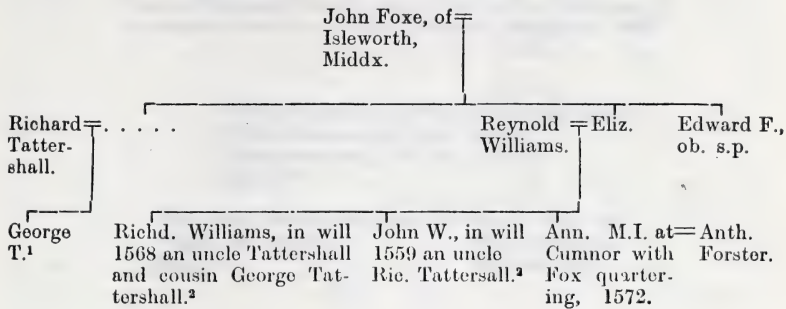 John Foxe, of=
Isleworth,
Middx.
Richard=. . . . .
Tatter-
shall.
Reynold =Eliz.
Williams.
Edward F.,
ob. s.p.
George
T.¹
Richd. Williams, in will
1568 an uncle Tattershall
and cousin George Tat-
tershall.²
John W., in will
1559 an uncle
Ric. Tattersall.³
Ann. M.I. at=
Cumnor with
Fox quarter-
ing, 1572.
Anth.
Forster.